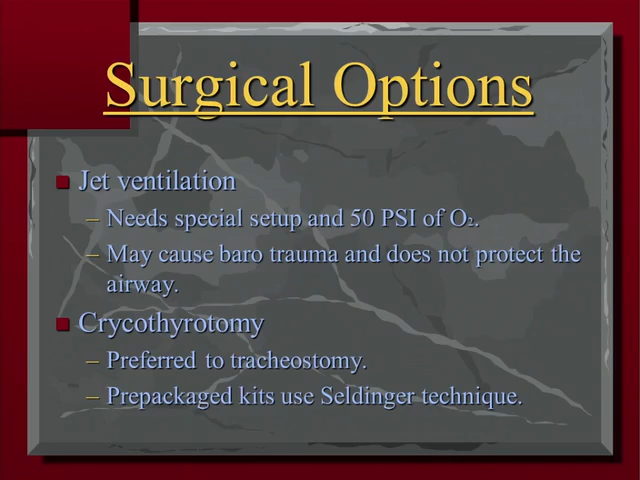 Surgical Options
Jet ventilation
– Needs special setup and 50 PSI of O₂.
– May cause baro trauma and does not protect the
airway.
Crycothyrotomy
– Preferred to tracheostomy.
– Prepackaged kits use Seldinger technique.